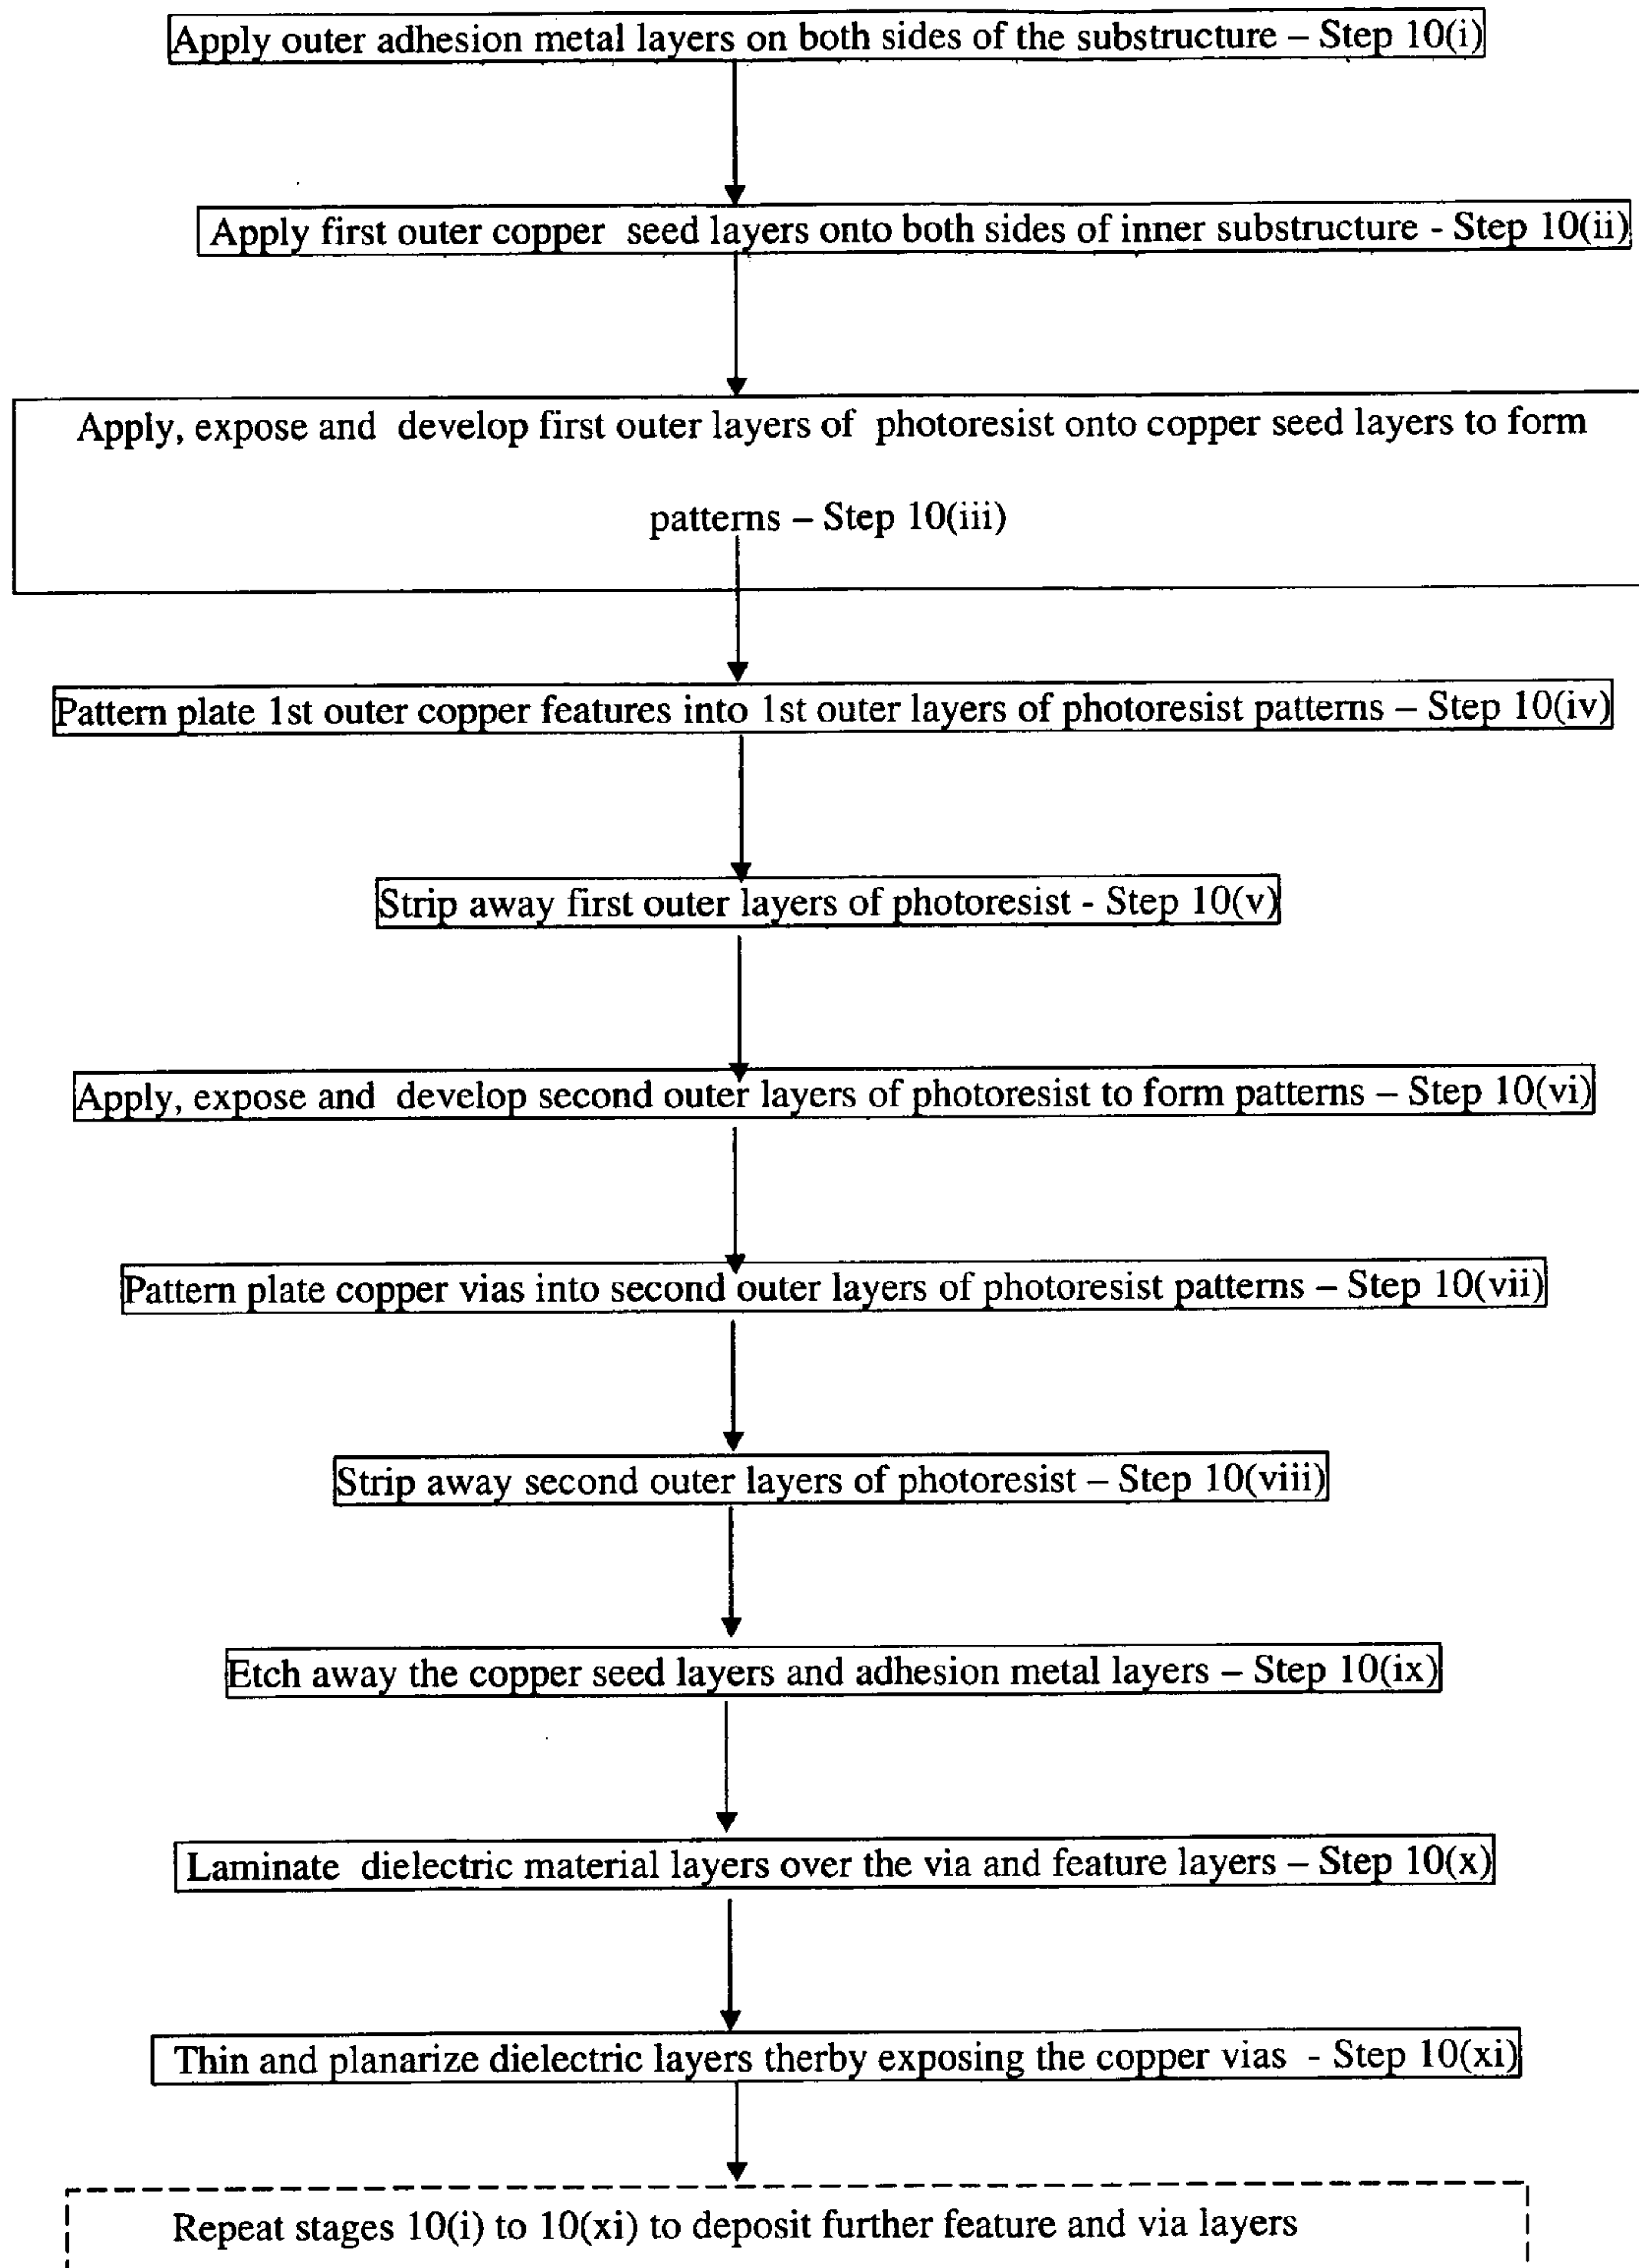 Apply outer adhesion metal layers on both sides of the substructure – Step 10(i)
Apply first outer copper seed layers onto both sides of inner substructure - Step 10(ii)
Apply, expose and develop first outer layers of photoresist onto copper seed layers to form
patterns – Step 10(iii)
Pattern plate 1st outer copper features into 1st outer layers of photoresist patterns – Step 10(iv)
Strip away first outer layers of photoresist - Step 10(v)
Apply, expose and develop second outer layers of photoresist to form patterns – Step 10(vi)
Pattern plate copper vias into second outer layers of photoresist patterns – Step 10(vii)
Strip away second outer layers of photoresist – Step 10(viii)
Etch away the copper seed layers and adhesion metal layers – Step 10(ix)
Laminate dielectric material layers over the via and feature layers – Step 10(x)
Thin and planarize dielectric layers therby exposing the copper vias - Step 10(xi)
Repeat stages 10(i) to 10(xi) to deposit further feature and via layers